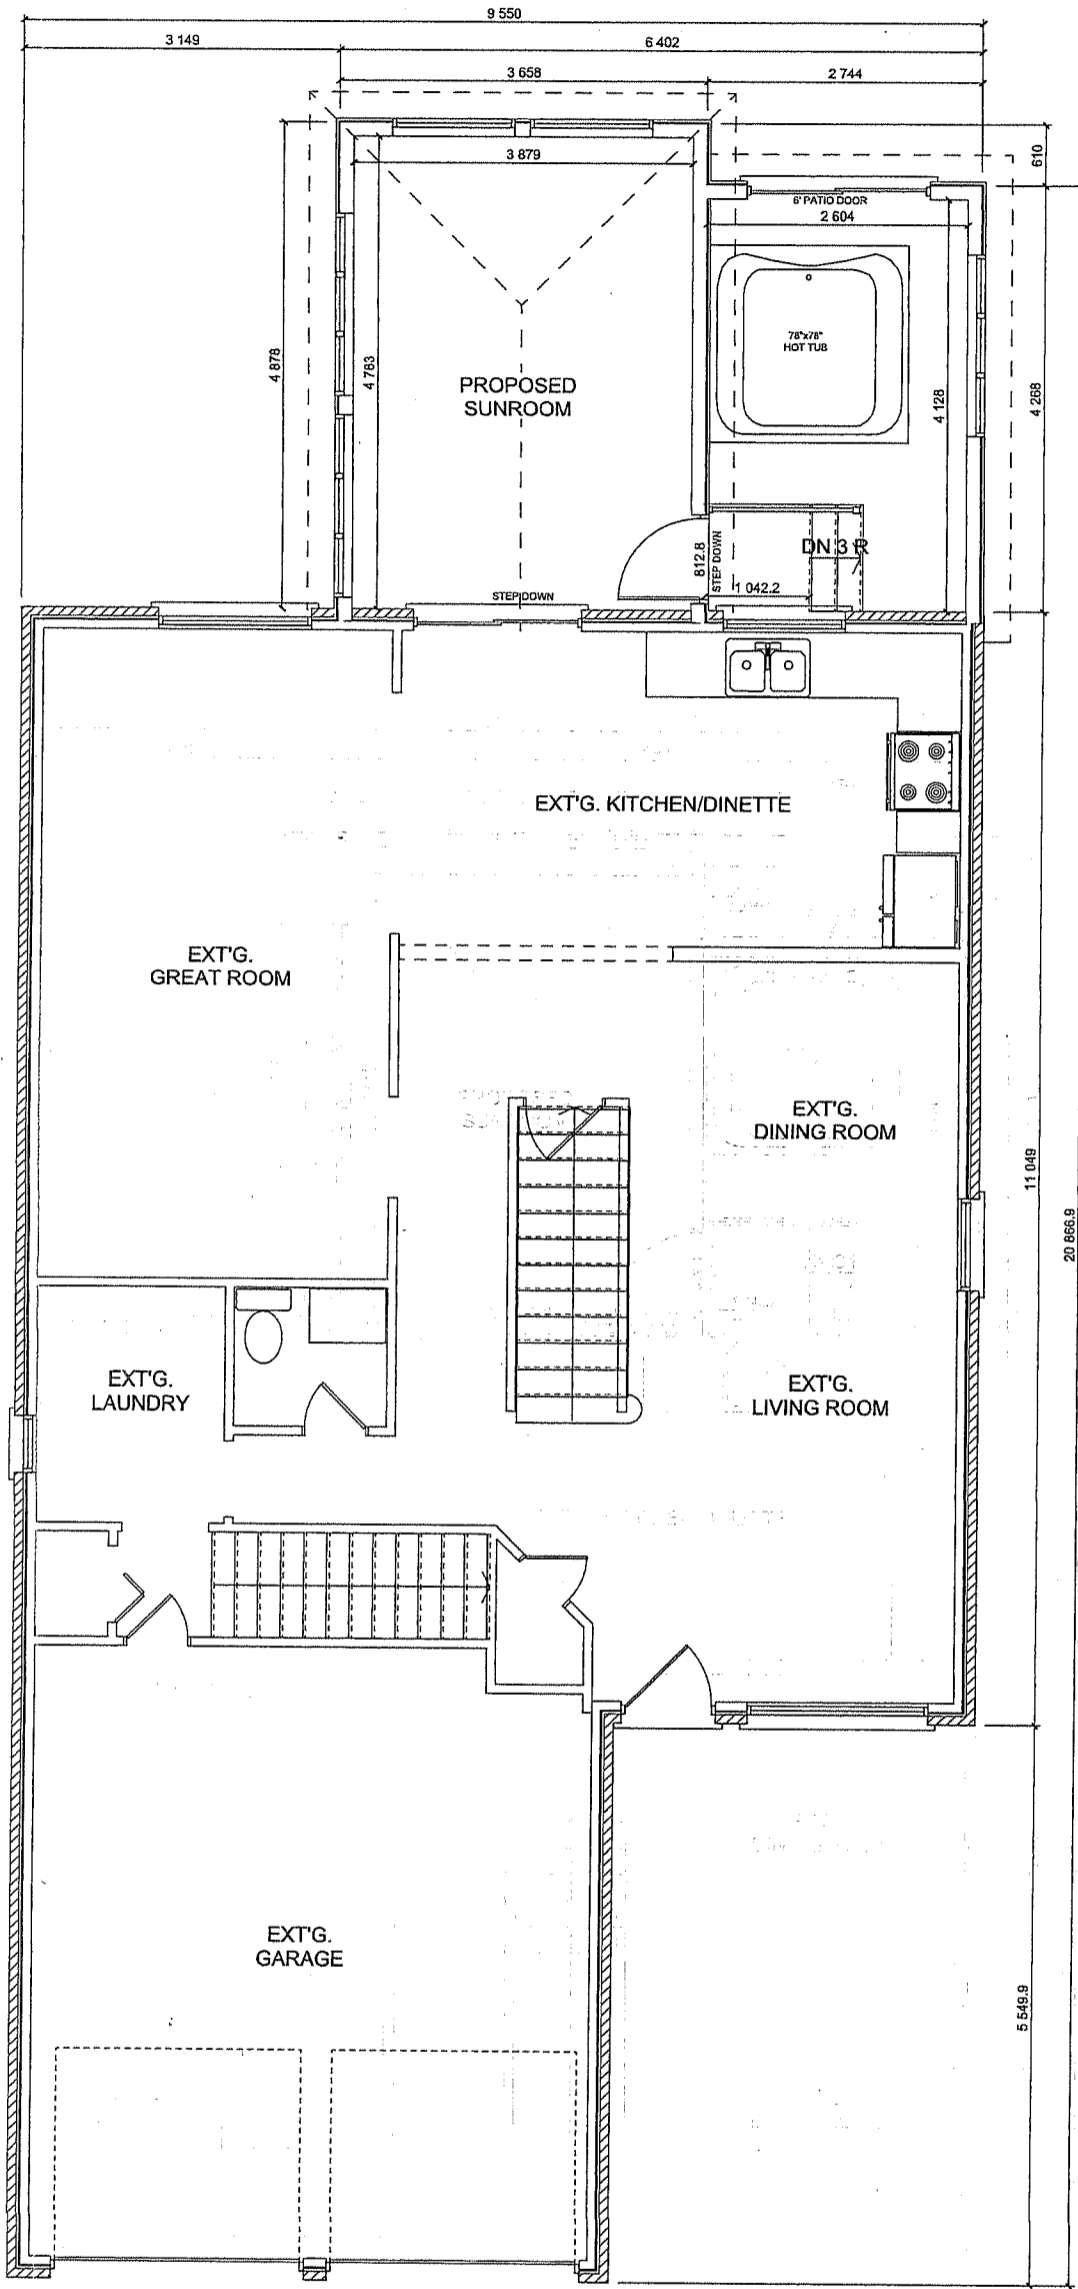 9 550
3 149
6 402
3 658
2 744
610
3 879
6' PATIO DOOR
2 604
78"x78"
HOT TUB
4 878
4 783
PROPOSED
SUNROOM
4 128
4 268
DN 3 R
812.8
STEP DOWN
1 042.2
STEP DOWN
EXT'G. KITCHEN/DINETTE
EXT'G.
GREAT ROOM
EXT'G.
DINING ROOM
11 049
20 866.9
EXT'G.
LAUNDRY
EXT'G.
LIVING ROOM
EXT'G.
GARAGE
5 549.9